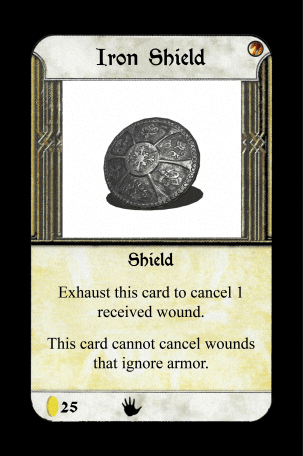 Iron Shield
Shield
Exhaust this card to cancel 1
received wound.
This card cannot cancel wounds
that ignore armor.
25